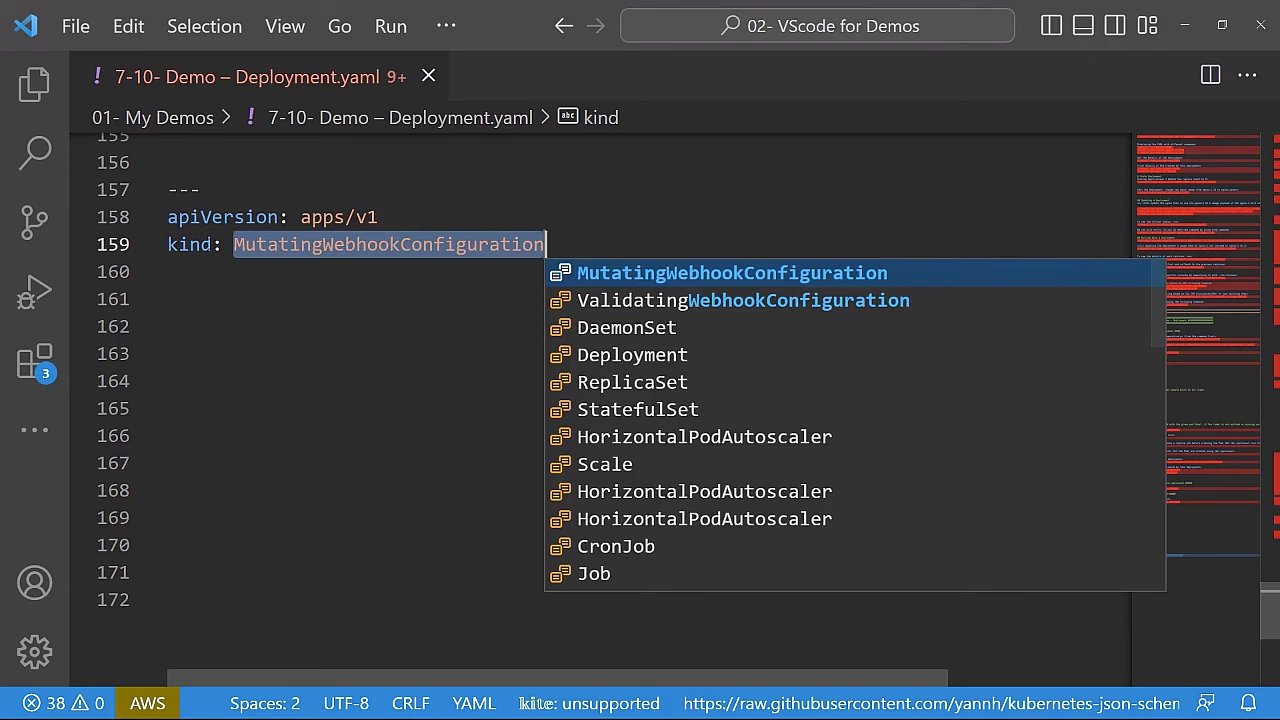 File Edit Selection View Go Run ··· 02- VScode for Demos
! 7-10- Demo – Deployment.yaml 9+
01- My Demos > ! 7-10- Demo – Deployment.yaml > abc kind
155
156
157 ---
158 apiVersion: apps/v1
159 kind: MutatingWebhookConfiguration
160 MutatingWebhookConfiguration
161 ValidatingWebhookConfiguration
162 DaemonSet
163 Deployment
164 ReplicaSet
165 StatefulSet
166 HorizontalPodAutoscaler
167 Scale
168 HorizontalPodAutoscaler
169 HorizontalPodAutoscaler
170 CronJob
171 Job
172
3
38 0 AWS Spaces: 2 UTF-8 CRLF YAML kite: unsupported https://raw.githubusercontent.com/yannh/kubernetes-json-schen